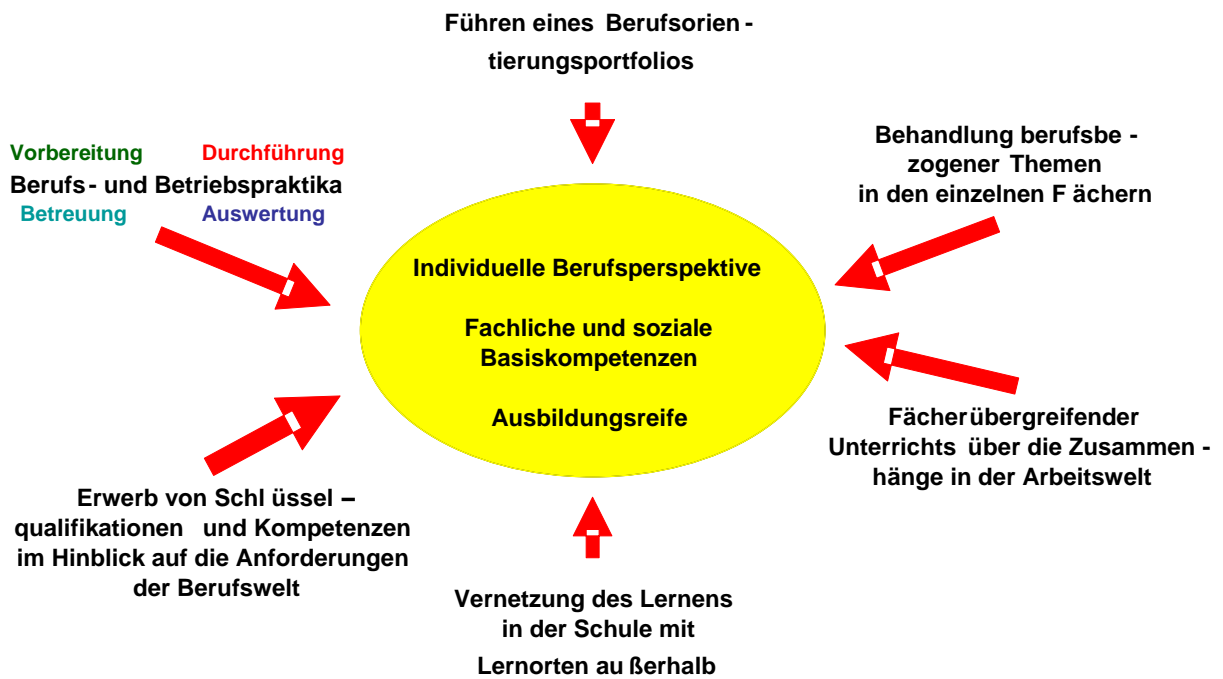 Führen eines Berufsorien -
tierungsportfolios
Vorbereitung Durchführung
Berufs - und Betriebspraktika
Betreuung Auswertung
Behandlung berufsbe -
zogener Themen
in den einzelnen F ächern
Individuelle Berufsperspektive
Fachliche und soziale
Basiskompetenzen
Ausbildungsreife
Fächerübergreifender
Unterrichts über die Zusammen -
hänge in der Arbeitswelt
Erwerb von Schl üssel –
qualifikationen und Kompetenzen
im Hinblick auf die Anforderungen
der Berufswelt
Vernetzung des Lernens
in der Schule mit
Lernorten au ßerhalb